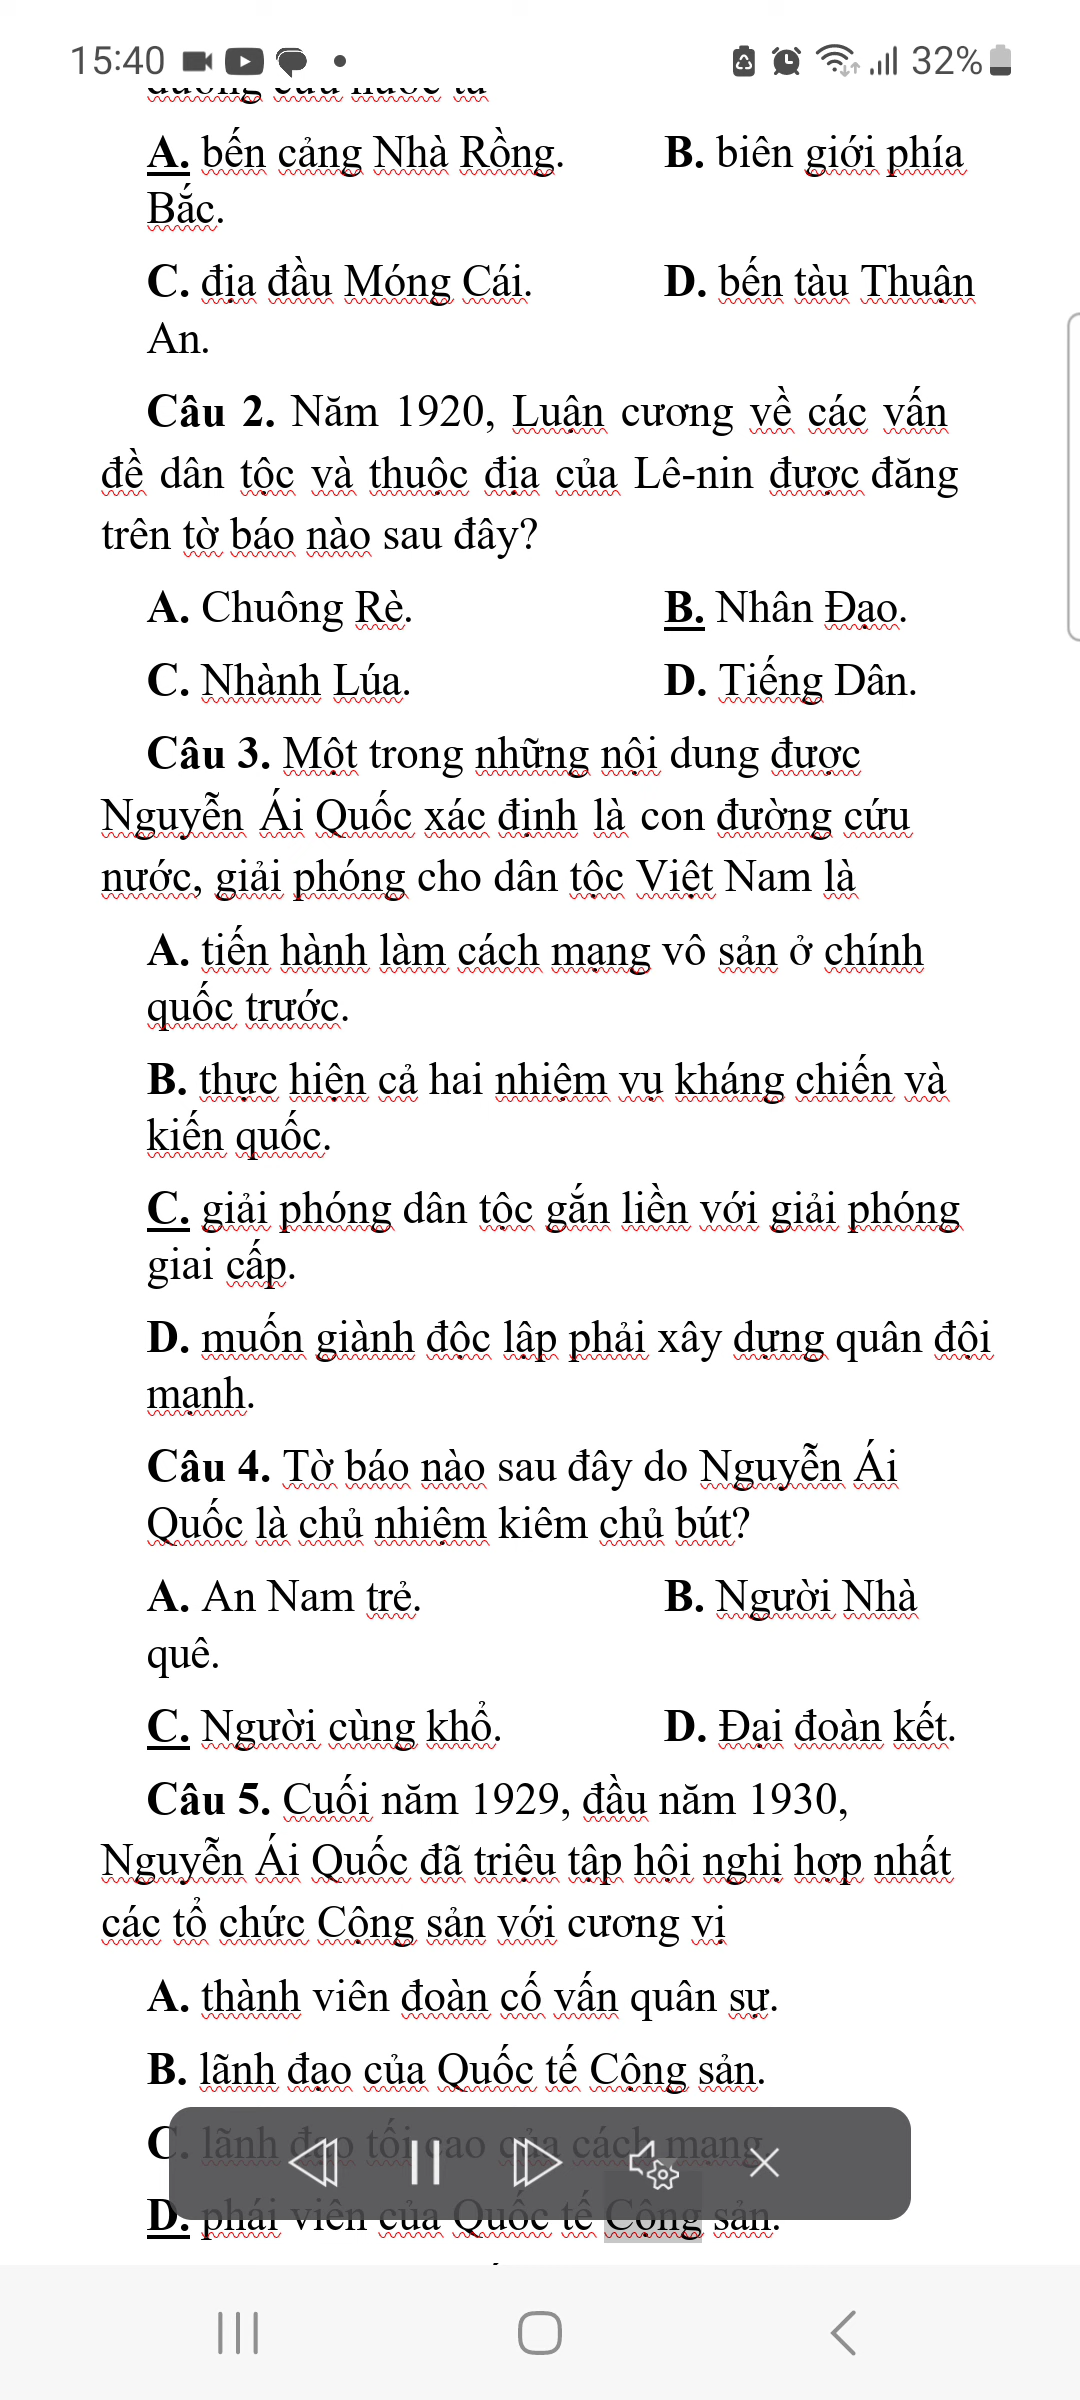 15:40
32%
đường cứu nước từ
A. bến cảng Nhà Rồng. B. biên giới phía
Bắc.
C. địa đầu Móng Cái. D. bến tàu Thuận
An.
Câu 2. Năm 1920, Luận cương về các vấn
đề dân tộc và thuộc địa của Lê-nin được đăng
trên tờ báo nào sau đây?
A. Chuông Rè. B. Nhân Đạo.
C. Nhành Lúa. D. Tiếng Dân.
Câu 3. Một trong những nội dung được
Nguyễn Ái Quốc xác định là con đường cứu
nước, giải phóng cho dân tộc Việt Nam là
A. tiến hành làm cách mạng vô sản ở chính
quốc trước.
B. thực hiện cả hai nhiệm vụ kháng chiến và
kiến quốc.
C. giải phóng dân tộc gắn liền với giải phóng
giai cấp.
D. muốn giành độc lập phải xây dựng quân đội
mạnh.
Câu 4. Tờ báo nào sau đây do Nguyễn Ái
Quốc là chủ nhiệm kiêm chủ bút?
A. An Nam trẻ. B. Người Nhà
quê.
C. Người cùng khổ. D. Đại đoàn kết.
Câu 5. Cuối năm 1929, đầu năm 1930,
Nguyễn Ái Quốc đã triệu tập hội nghị hợp nhất
các tổ chức Cộng sản với cương vị
A. thành viên đoàn cố vấn quân sự.
B. lãnh đạo của Quốc tế Cộng sản.
C. lãnh đạo tối cao của cách mạng
D. phái viên của Quốc tế Cộng sản.